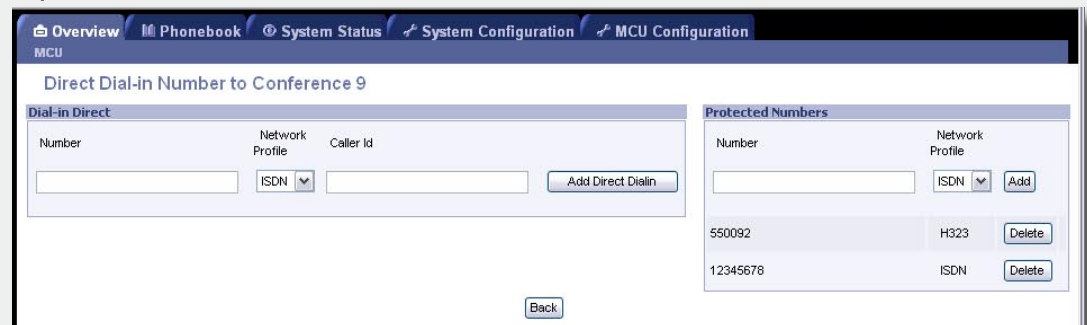 Overview Phonebook System Status System Configuration MCU Configuration
MCU
Direct Dial-in Number to Conference 9
Dial-in Direct
Number Network Profile Caller Id
ISDN Add Direct Dialin
Protected Numbers
Number Network Profile
ISDN Add
550092 H323 Delete
12345678 ISDN Delete
Back